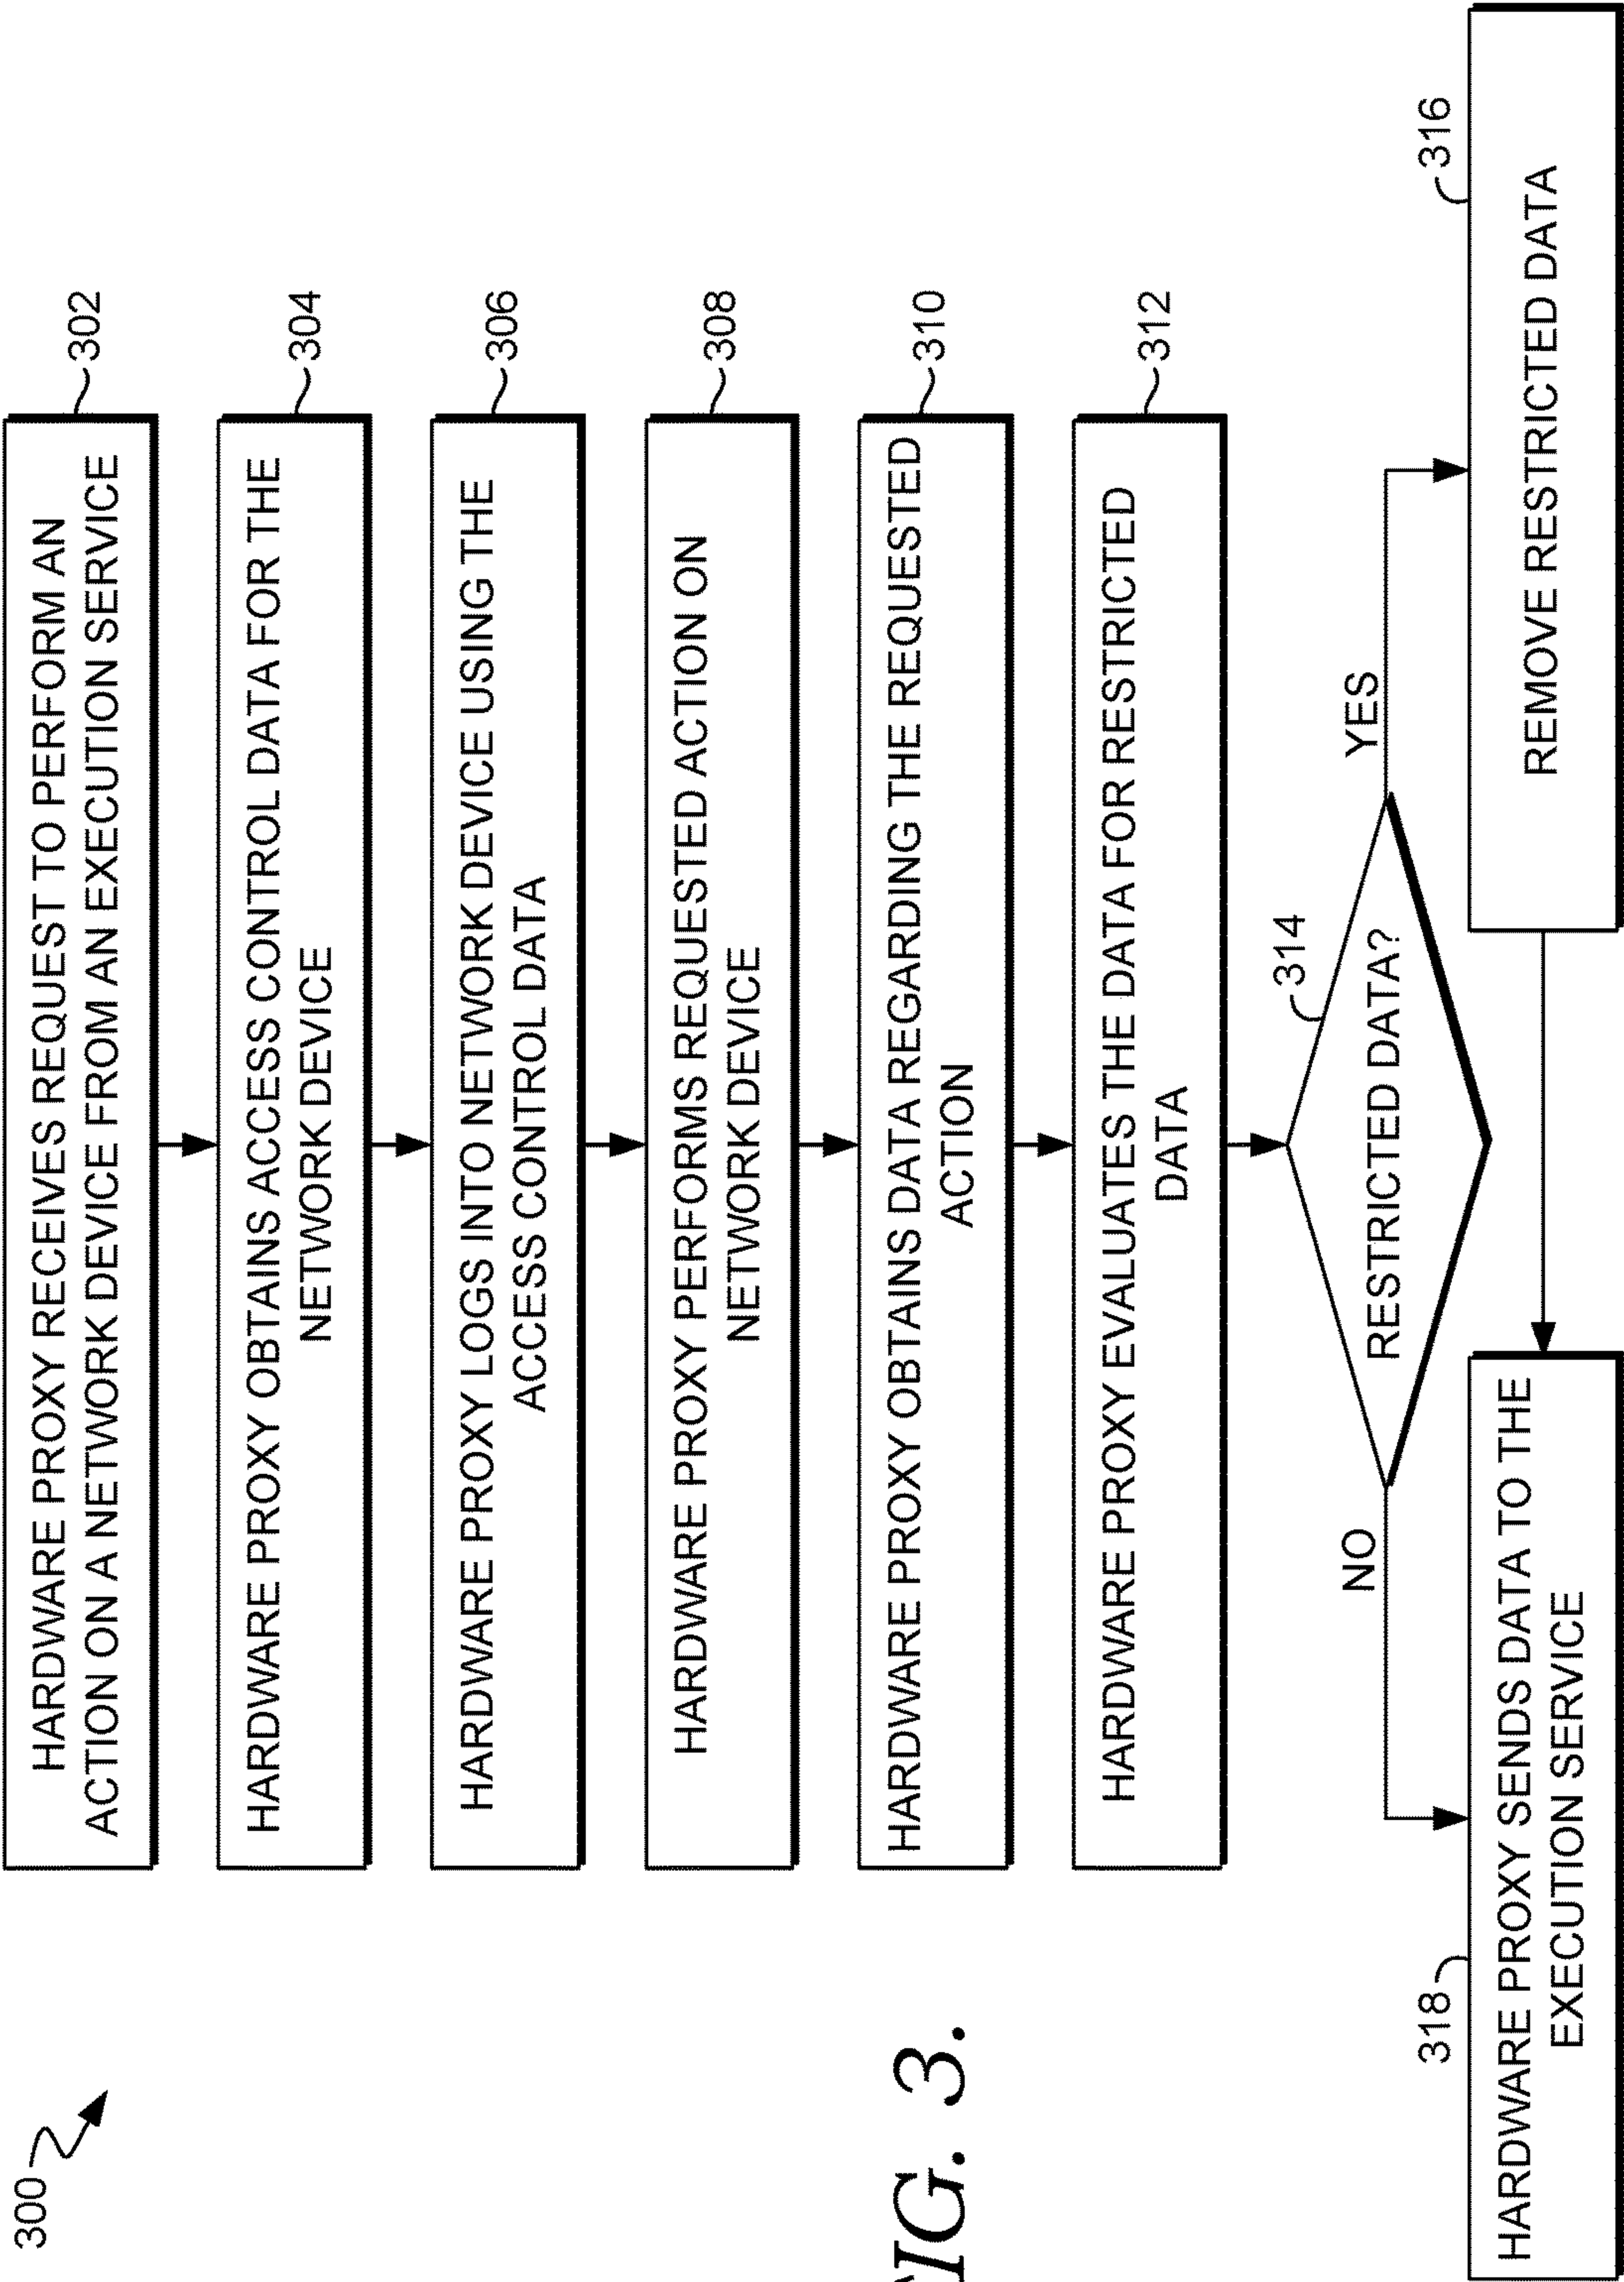 300
HARDWARE PROXY RECEIVES REQUEST TO PERFORM AN
ACTION ON A NETWORK DEVICE FROM AN EXECUTION SERVICE
302
HARDWARE PROXY OBTAINS ACCESS CONTROL DATA FOR THE
NETWORK DEVICE
304
HARDWARE PROXY LOGS INTO NETWORK DEVICE USING THE
ACCESS CONTROL DATA
306
HARDWARE PROXY PERFORMS REQUESTED ACTION ON
NETWORK DEVICE
308
HARDWARE PROXY OBTAINS DATA REGARDING THE REQUESTED
ACTION
310
HARDWARE PROXY EVALUATES THE DATA FOR RESTRICTED
DATA
312
314
RESTRICTED DATA?
NO
YES
318
HARDWARE PROXY SENDS DATA TO THE
EXECUTION SERVICE
316
REMOVE RESTRICTED DATA
FIG. 3.